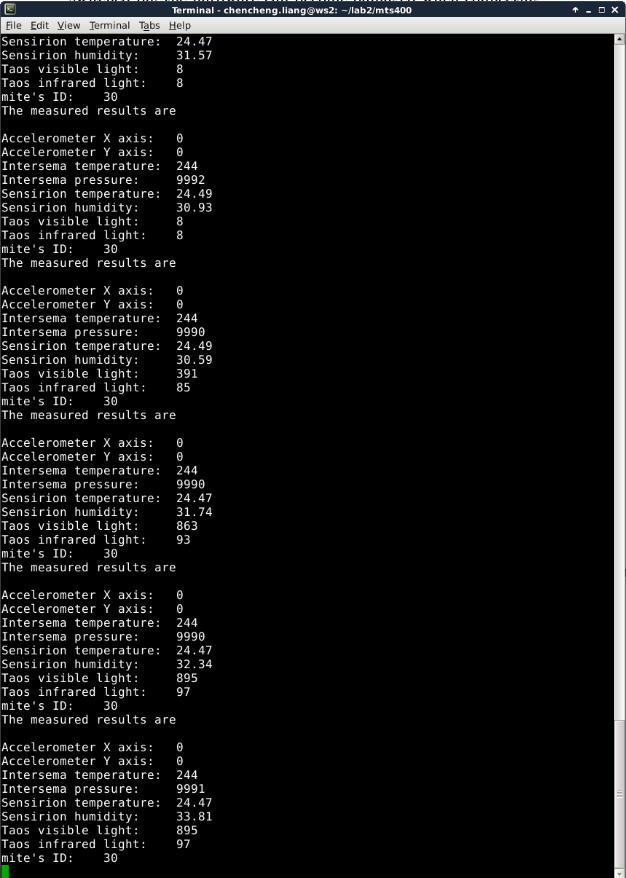 Terminal - chencheng.liang@ws2: ~/lab2/mts400
File Edit View Terminal Tabs Help
Sensirion temperature: 24.47
Sensirion humidity: 31.57
Taos visible light: 8
Taos infrared light: 8
mite's ID: 30
The measured results are
Accelerometer X axis: 0
Accelerometer Y axis: 0
Intersema temperature: 244
Intersema pressure: 9992
Sensirion temperature: 24.49
Sensirion humidity: 30.93
Taos visible light: 8
Taos infrared light: 8
mite's ID: 30
The measured results are
Accelerometer X axis: 0
Accelerometer Y axis: 0
Intersema temperature: 244
Intersema pressure: 9990
Sensirion temperature: 24.49
Sensirion humidity: 30.59
Taos visible light: 391
Taos infrared light: 85
mite's ID: 30
The measured results are
Accelerometer X axis: 0
Accelerometer Y axis: 0
Intersema temperature: 244
Intersema pressure: 9990
Sensirion temperature: 24.47
Sensirion humidity: 31.74
Taos visible light: 863
Taos infrared light: 93
mite's ID: 30
The measured results are
Accelerometer X axis: 0
Accelerometer Y axis: 0
Intersema temperature: 244
Intersema pressure: 9990
Sensirion temperature: 24.47
Sensirion humidity: 32.34
Taos visible light: 895
Taos infrared light: 97
mite's ID: 30
The measured results are
Accelerometer X axis: 0
Accelerometer Y axis: 0
Intersema temperature: 244
Intersema pressure: 9991
Sensirion temperature: 24.47
Sensirion humidity: 33.81
Taos visible light: 895
Taos infrared light: 97
mite's ID: 30